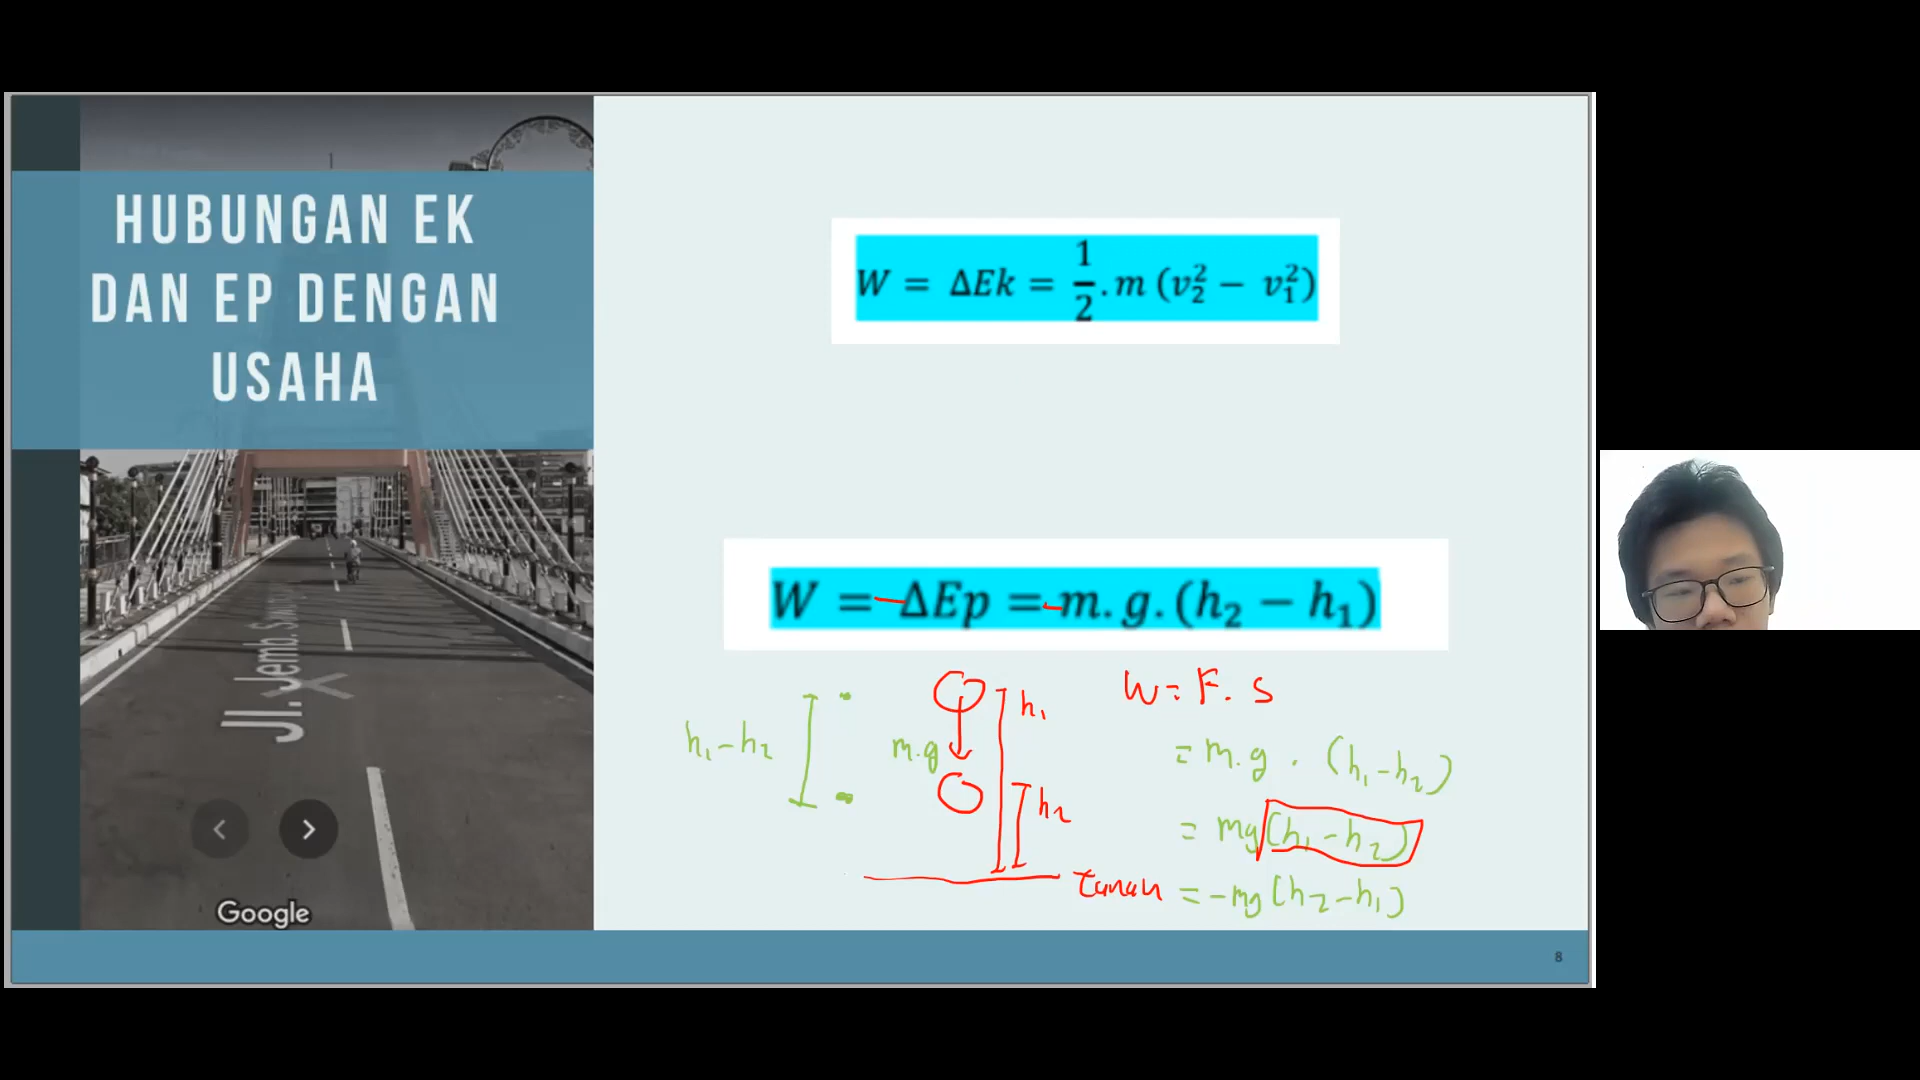 HUBUNGAN EK
DAN EP DENGAN
USAHA
Jl. Jemb.
Google
W = ΔEk = 1/2 . m (v₂² − v₁²)
W = −ΔEp = −m. g. (h₂ − h₁)
h₁−h₂
m.g
h₁
h₂
tanah
W = F. S
= m.g . (h₁−h₂)
= mg(h₁−h₂)
= −mg(h₂−h₁)
8